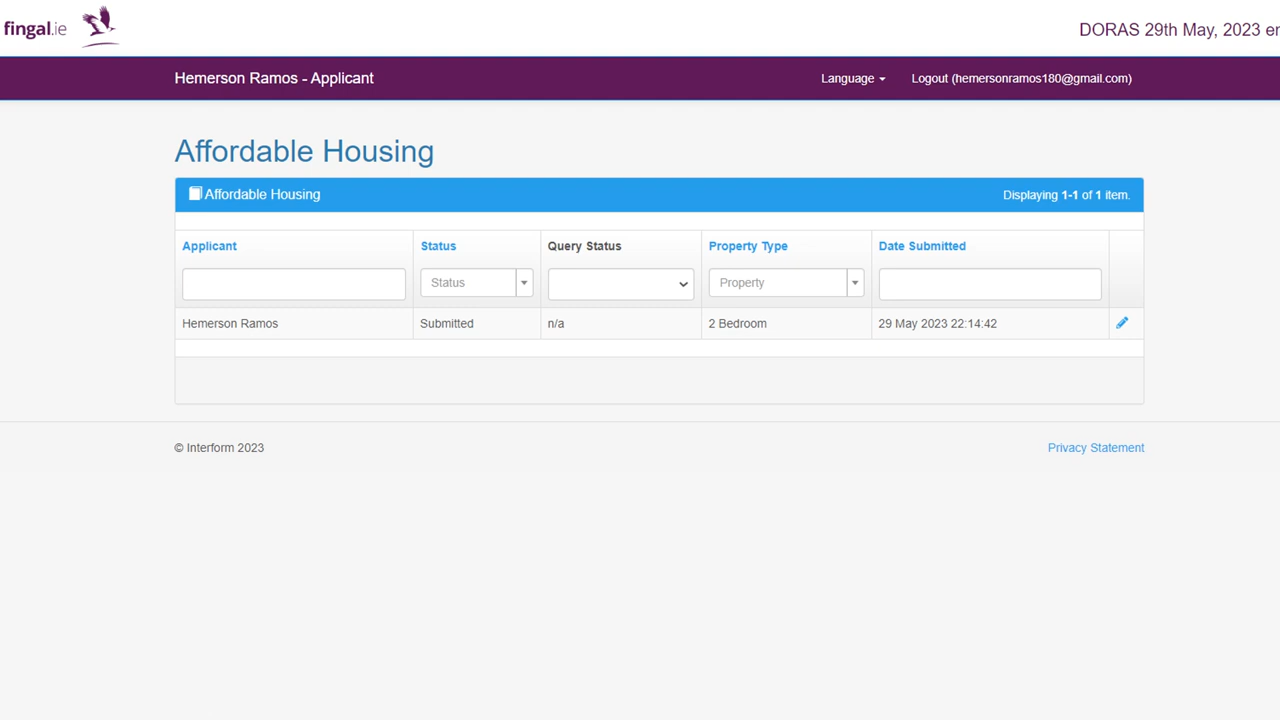 fingal.ie
DORAS 29th May, 2023 en
Hemerson Ramos - Applicant
Language
Logout (hemersonramos180@gmail.com)
Affordable Housing
Affordable Housing
Displaying 1-1 of 1 item.
Applicant Status Query Status Property Type Date Submitted
Status Property
Hemerson Ramos Submitted n/a 2 Bedroom 29 May 2023 22:14:42
© Interform 2023
Privacy Statement